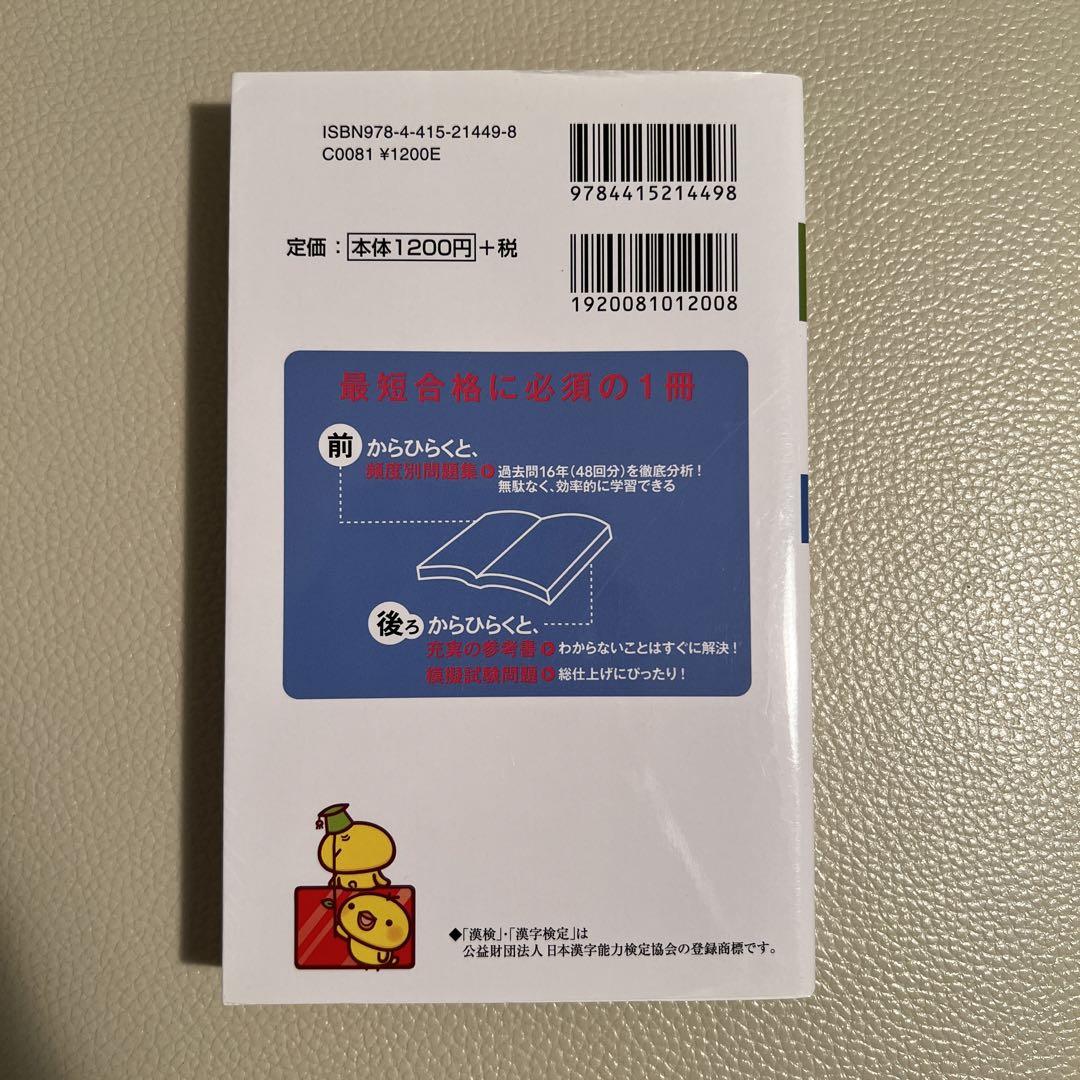 ISBN978-4-415-21449-8
C0081 ¥1200E
9784415214498
定価：本体1200円＋税
1920081012008
最短合格に必須の1冊
前からひらくと、
頻度別問題集 過去問16年（48回分）を徹底分析！
無駄なく、効率的に学習できる
後ろからひらくと、
充実の参考書 わからないことはすぐに解決！
模擬試験問題 総仕上げにぴったり！
◆「漢検」・「漢字検定」は
公益財団法人 日本漢字能力検定協会の登録商標です。